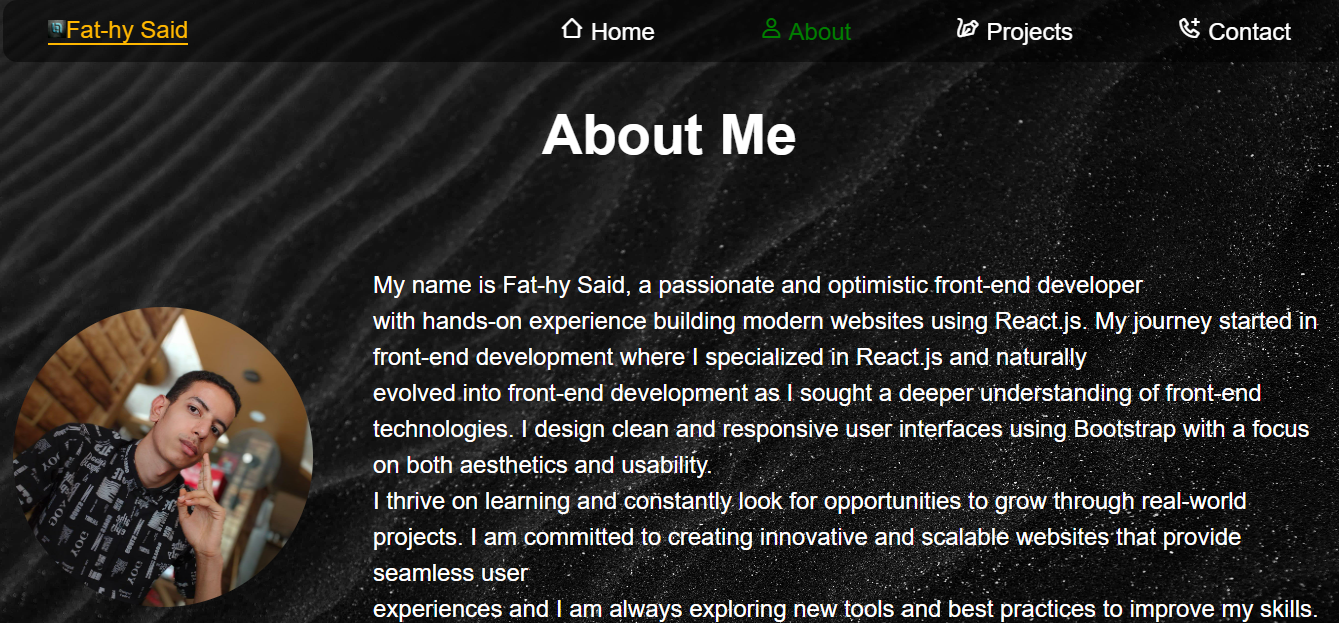 Fat-hy Said
Home
About
Projects
Contact
About Me
My name is Fat-hy Said, a passionate and optimistic front-end developer
with hands-on experience building modern websites using React.js. My journey started in
front-end development where I specialized in React.js and naturally
evolved into front-end development as I sought a deeper understanding of front-end
technologies. I design clean and responsive user interfaces using Bootstrap with a focus
on both aesthetics and usability.
I thrive on learning and constantly look for opportunities to grow through real-world
projects. I am committed to creating innovative and scalable websites that provide
seamless user
experiences and I am always exploring new tools and best practices to improve my skills.